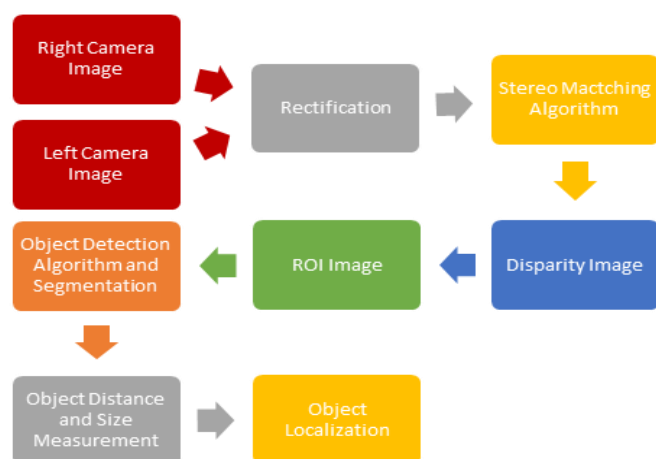 Right Camera
Image
Left Camera
Image
Rectification
Stereo Mactching
Algorithm
Disparity Image
ROI Image
Object Detection
Algorithm and
Segmentation
Object Distance
and Size
Measurement
Object
Localization